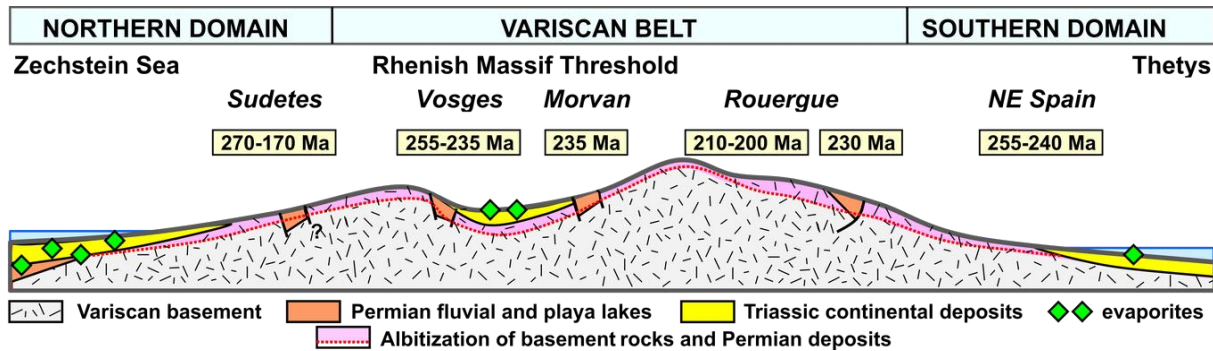 NORTHERN DOMAIN VARISCAN BELT SOUTHERN DOMAIN
Zechstein Sea Rhenish Massif Threshold Thetys
Sudetes Vosges Morvan Rouergue NE Spain
270-170 Ma 255-235 Ma 235 Ma 210-200 Ma 230 Ma 255-240 Ma
?
Variscan basement Permian fluvial and playa lakes Triassic continental deposits evaporites
Albitization of basement rocks and Permian deposits